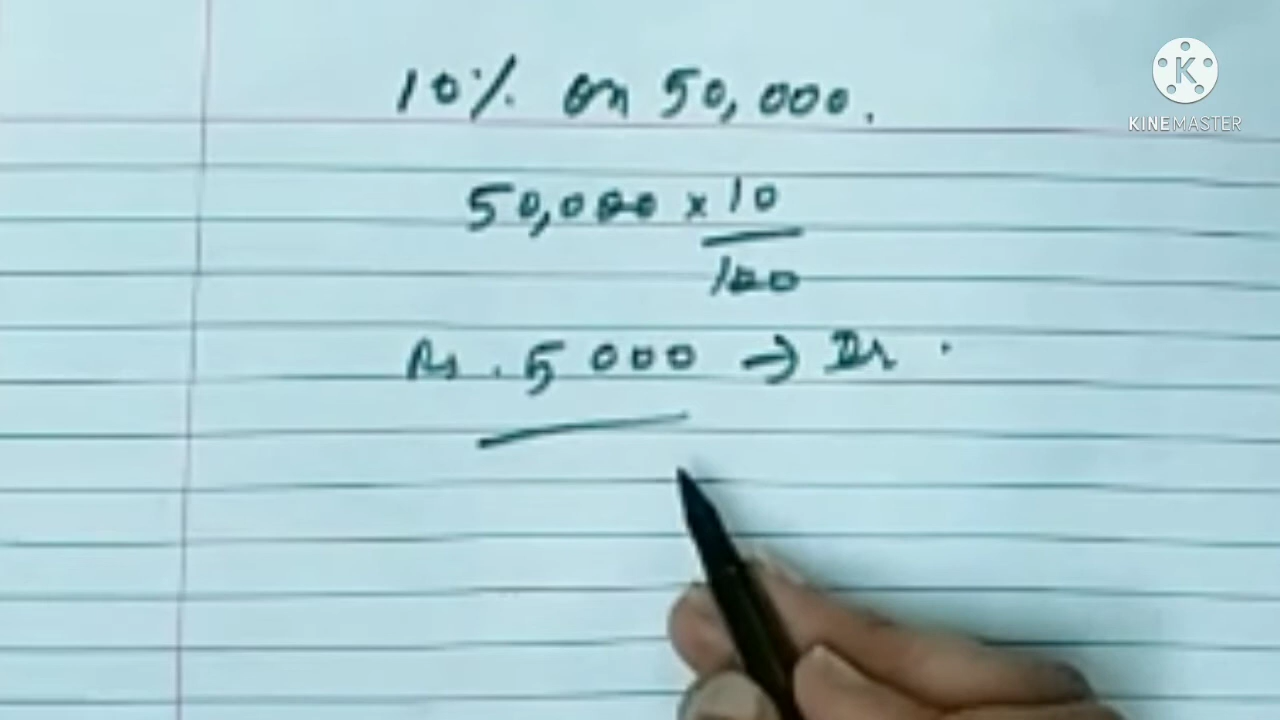 10% on 50,000.
50,000 x 10
100
Rs. 5000 → Dr.
K
KINEMASTER